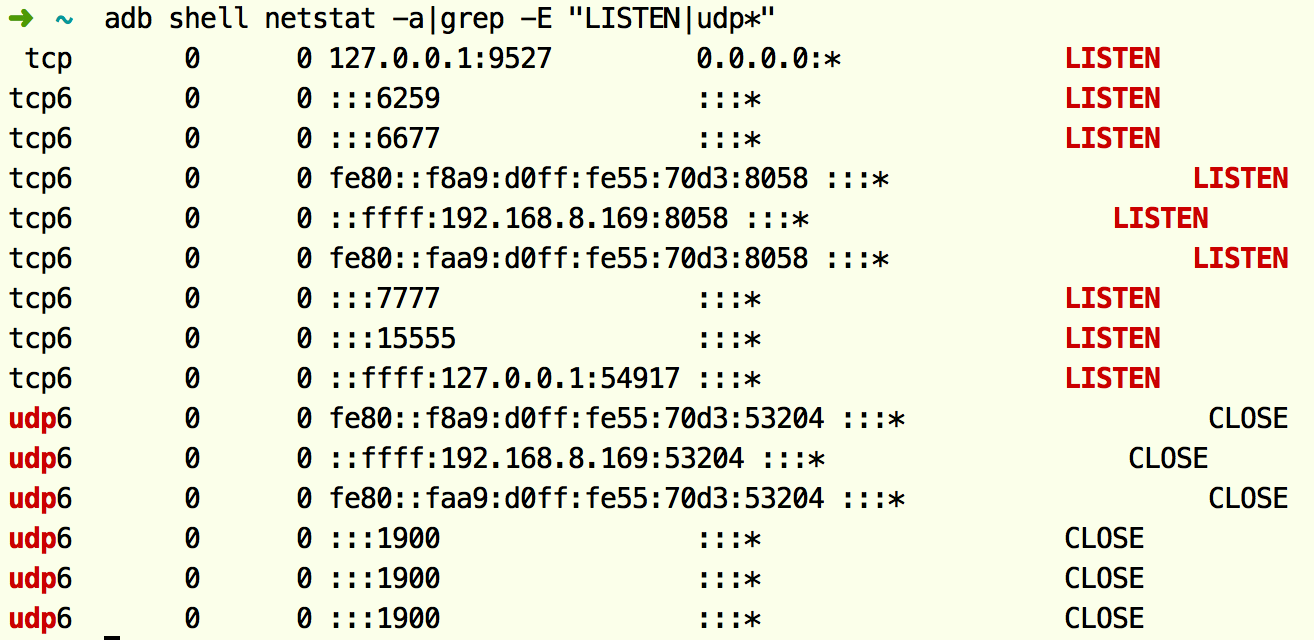 ➜ ~ adb shell netstat -a|grep -E "LISTEN|udp*"
tcp 0 0 127.0.0.1:9527 0.0.0.0:* LISTEN
tcp6 0 0 :::6259 :::* LISTEN
tcp6 0 0 :::6677 :::* LISTEN
tcp6 0 0 fe80::f8a9:d0ff:fe55:70d3:8058 :::* LISTEN
tcp6 0 0 ::ffff:192.168.8.169:8058 :::* LISTEN
tcp6 0 0 fe80::faa9:d0ff:fe55:70d3:8058 :::* LISTEN
tcp6 0 0 :::7777 :::* LISTEN
tcp6 0 0 :::15555 :::* LISTEN
tcp6 0 0 ::ffff:127.0.0.1:54917 :::* LISTEN
udp6 0 0 fe80::f8a9:d0ff:fe55:70d3:53204 :::* CLOSE
udp6 0 0 ::ffff:192.168.8.169:53204 :::* CLOSE
udp6 0 0 fe80::faa9:d0ff:fe55:70d3:53204 :::* CLOSE
udp6 0 0 :::1900 :::* CLOSE
udp6 0 0 :::1900 :::* CLOSE
udp6 0 0 :::1900 :::* CLOSE